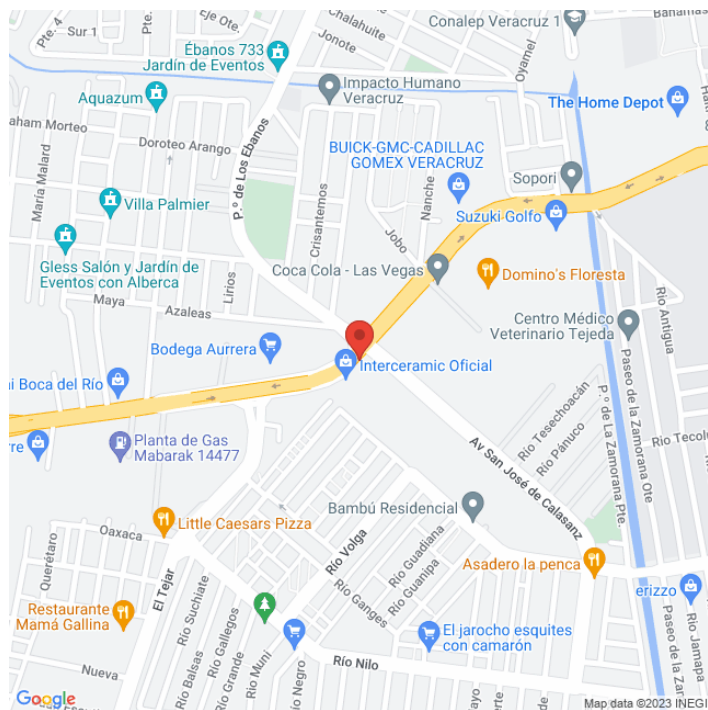 Pte. 4
Sur 1
Eje Ote.
Chalahuite
Jonote
Conalep Veracruz 1
Bahamas
Oyamel
Ébanos 733
Jardín de Eventos
Impacto Humano
Veracruz
Aquazum
The Home Depot
Doroteo Arango
BUICK-GMC-CADILLAC
GOMEX VERACRUZ
P.º de Los Ebanos
María Malard
Crisantemos
Nanche
Sopori
Villa Palmier
Suzuki Golfo
Jobo
Gless Salón y Jardín de
Eventos con Alberca
Lirios
Coca Cola - Las Vegas
Domino's Floresta
Maya
Azaleas
Río Antigua
Centro Médico
Veterinario Tejeda
Bodega Aurrera
Interceramic Oficial
Boca del Río
Paseo de la Zamorana Ote
P.º de La Zamorana Pte.
Río Tesechoacán
Río Pánuco
Río Tecolu
Planta de Gas
Mabarak 14477
Av San José de Calasanz
Bambú Residencial
Little Caesars Pizza
Oaxaca
Querétaro
Río Volga
Río Guadiana
Río Guanipa
Asadero la penca
El Tejar
Río Suchiate
Río Ganges
erizzo
Restaurante
Mamá Gallina
Río Gallegos
Río Grande
Río Balsas
Río Muni
Río Negro
El jarocho esquites
con camarón
Río Jamapa
Paseo de la Zam
Nueva
Río Nilo
Google
Map data ©2023 INEGI